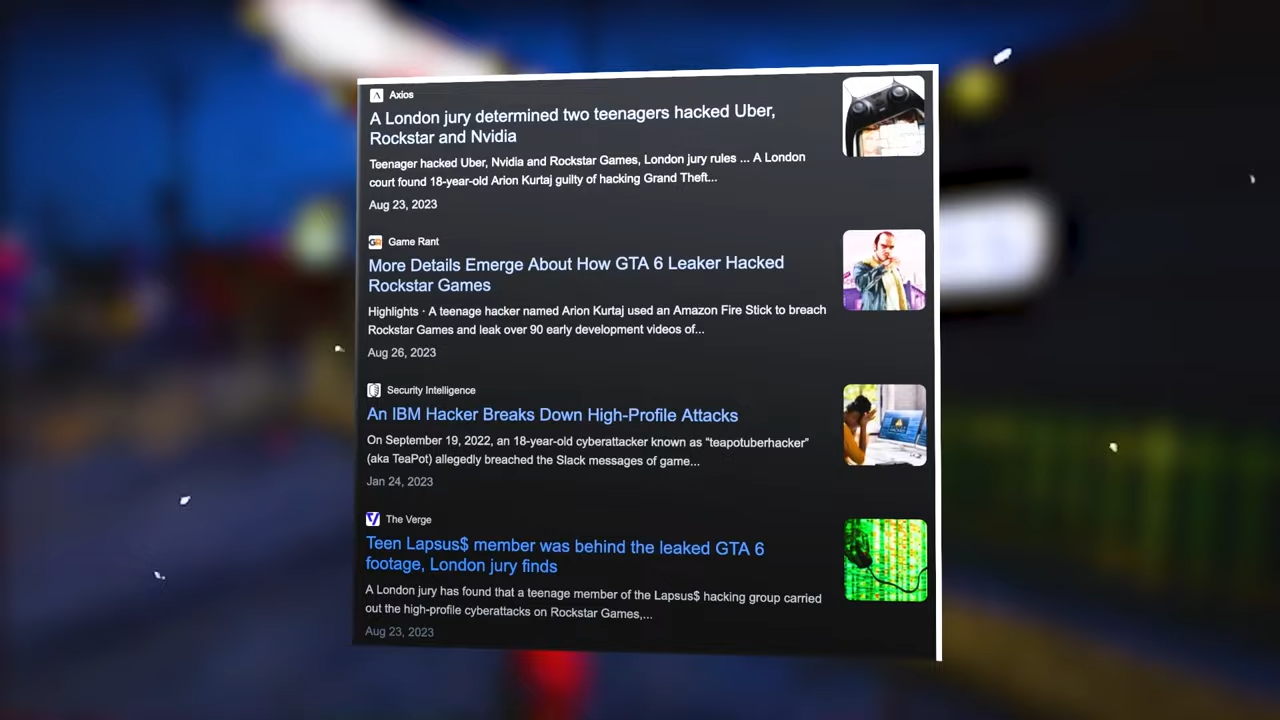 Axios
A London jury determined two teenagers hacked Uber,
Rockstar and Nvidia
Teenager hacked Uber, Nvidia and Rockstar Games, London jury rules ... A London
court found 18-year-old Arion Kurtaj guilty of hacking Grand Theft...
Aug 23, 2023
Game Rant
More Details Emerge About How GTA 6 Leaker Hacked
Rockstar Games
Highlights · A teenage hacker named Arion Kurtaj used an Amazon Fire Stick to breach
Rockstar Games and leak over 90 early development videos of...
Aug 26, 2023
Security Intelligence
An IBM Hacker Breaks Down High-Profile Attacks
On September 19, 2022, an 18-year-old cyberattacker known as “teapotuberhacker”
(aka TeaPot) allegedly breached the Slack messages of game...
Jan 24, 2023
The Verge
Teen Lapsus$ member was behind the leaked GTA 6
footage, London jury finds
A London jury has found that a teenage member of the Lapsus$ hacking group carried
out the high-profile cyberattacks on Rockstar Games,...
Aug 23, 2023